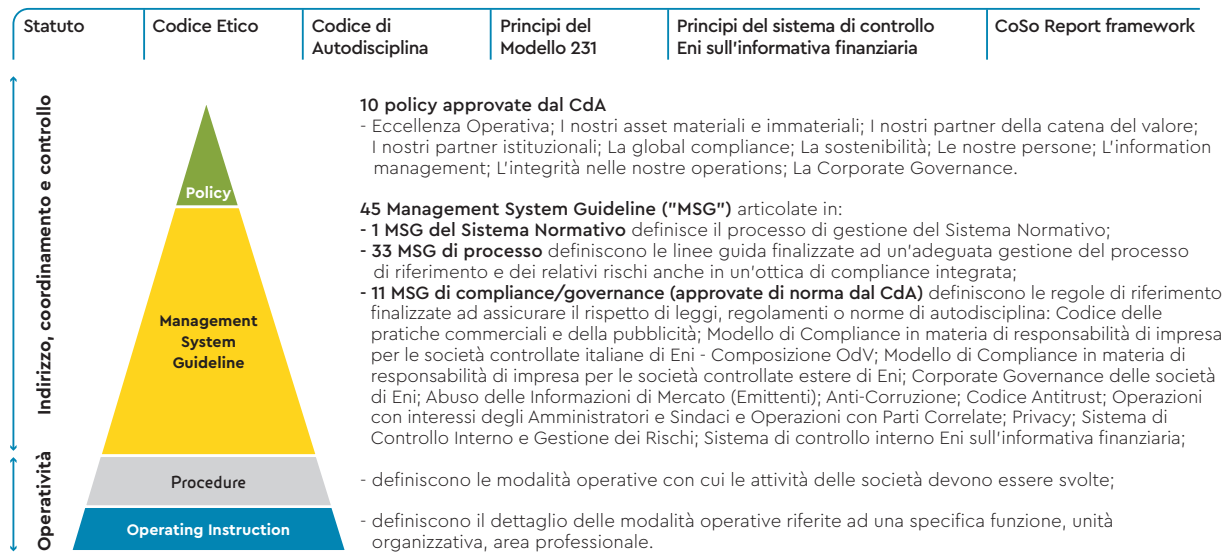 Statuto
Codice Etico
Codice di
Autodisciplina
Principi del
Modello 231
Principi del sistema di controllo
Eni sull'informativa finanziaria
CoSo Report framework
Indirizzo, coordinamento e controllo
Policy
10 policy approvate dal CdA
- Eccellenza Operativa; I nostri asset materiali e immateriali; I nostri partner della catena del valore;
I nostri partner istituzionali; La global compliance; La sostenibilità; Le nostre persone; L'information
management; L'integrità nelle nostre operations; La Corporate Governance.
Management
System
Guideline
45 Management System Guideline ("MSG") articolate in:
- 1 MSG del Sistema Normativo definisce il processo di gestione del Sistema Normativo;
- 33 MSG di processo definiscono le linee guida finalizzate ad un'adeguata gestione del processo
di riferimento e dei relativi rischi anche in un'ottica di compliance integrata;
- 11 MSG di compliance/governance (approvate di norma dal CdA) definiscono le regole di riferimento
finalizzate ad assicurare il rispetto di leggi, regolamenti o norme di autodisciplina: Codice delle
pratiche commerciali e della pubblicità; Modello di Compliance in materia di responsabilità di impresa
per le società controllate italiane di Eni - Composizione OdV; Modello di Compliance in materia di
responsabilità di impresa per le società controllate estere di Eni; Corporate Governance delle società
di Eni; Abuso delle Informazioni di Mercato (Emittenti); Anti-Corruzione; Codice Antitrust; Operazioni
con interessi degli Amministratori e Sindaci e Operazioni con Parti Correlate; Privacy; Sistema di
Controllo Interno e Gestione dei Rischi; Sistema di controllo interno Eni sull'informativa finanziaria;
Operatività
Procedure
- definiscono le modalità operative con cui le attività delle società devono essere svolte;
Operating Instruction
- definiscono il dettaglio delle modalità operative riferite ad una specifica funzione, unità
organizzativa, area professionale.